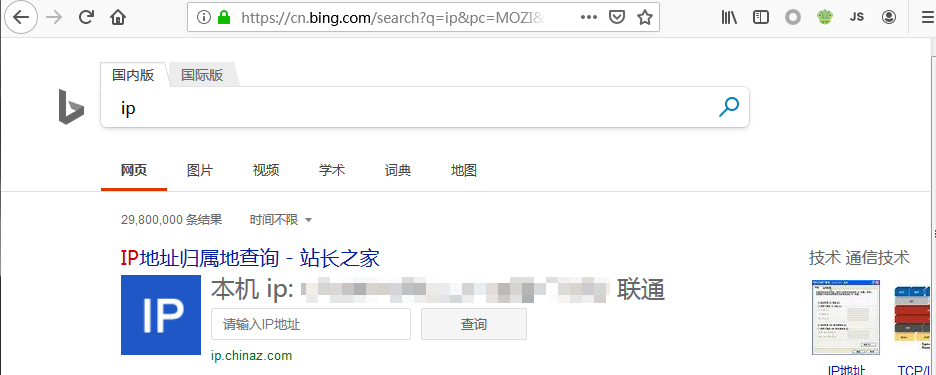 https://cn.bing.com/search?q=ip&pc=MOZI&
JS
国内版 国际版
ip
网页 图片 视频 学术 词典 地图
29,800,000 条结果 时间不限
IP地址归属地查询 - 站长之家
技术 通信技术
IP
本机 ip: 联通
请输入IP地址 查询
ip.chinaz.com
IP地址 TCP/I